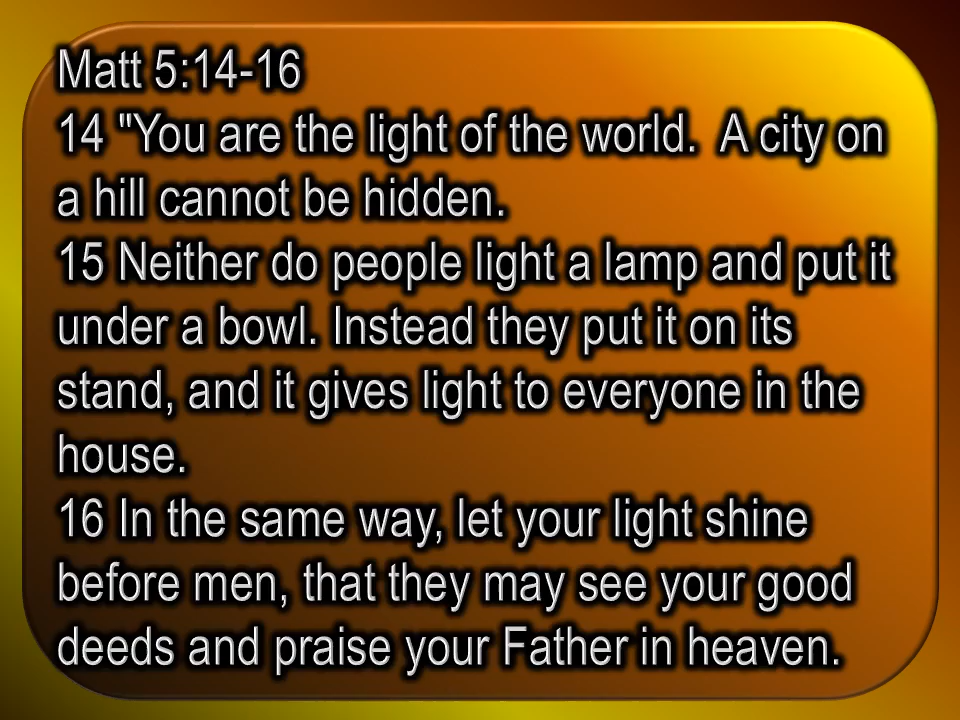 Matt 5:14-16
14 "You are the light of the world.  A city on
a hill cannot be hidden.
15 Neither do people light a lamp and put it
under a bowl. Instead they put it on its
stand, and it gives light to everyone in the
house.
16 In the same way, let your light shine
before men, that they may see your good
deeds and praise your Father in heaven.